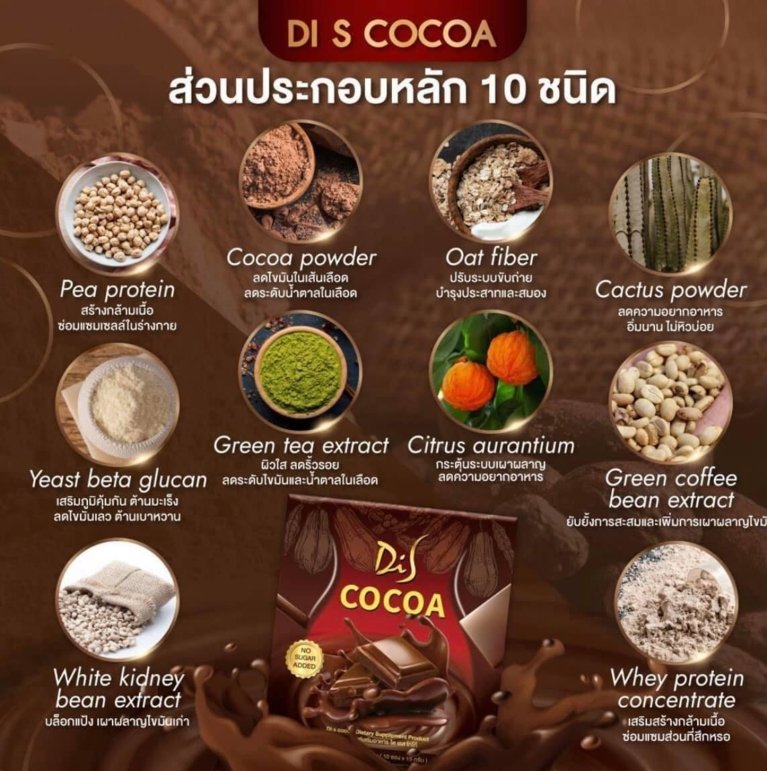 DI S COCOA
ส่วนประกอบหลัก 10 ชนิด
Pea protein
สร้างกล้ามเนื้อ
ซ่อมแซมเซลล์ในร่างกาย
Cocoa powder
ลดไขมันในเส้นเลือด
ลดระดับน้ำตาลในเลือด
Oat fiber
ปรับระบบขับถ่าย
บำรุงประสาทและสมอง
Cactus powder
ลดความอยากอาหาร
อิ่มนาน ไม่หิวบ่อย
Yeast beta glucan
เสริมภูมิคุ้มกัน ต้านมะเร็ง
ลดไขมันเลว ต้านเบาหวาน
Green tea extract
ผิวใส ลดริ้วรอย
ลดระดับไขมันและน้ำตาลในเลือด
Citrus aurantium
กระตุ้นระบบเผาผลาญ
ลดความอยากอาหาร
Green coffee
bean extract
ยับยั้งการสะสมและเพิ่มการเผาผลาญไขมั
White kidney
bean extract
บล็อกแป้ง เผาผลาญไขมันเก่า
DiS
COCOA
NO
SUGAR
ADDED
Dietary Supplement Product
Whey protein
concentrate
เสริมสร้างกล้ามเนื้อ
ซ่อมแซมส่วนที่สึกหรอ